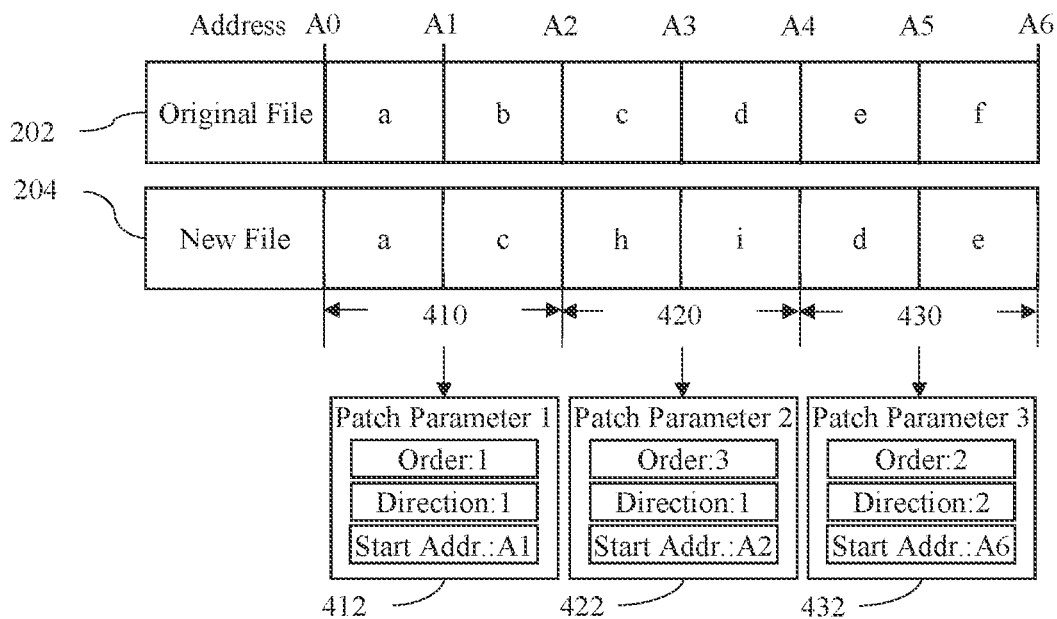 Address A0 A1 A2 A3 A4 A5 A6
Original File a b c d e f
202
204
New File a c h i d e
410 420 430
Patch Parameter 1 Patch Parameter 2 Patch Parameter 3
Order:1 Order:3 Order:2
Direction:1 Direction:1 Direction:2
Start Addr.:A1 Start Addr.:A2 Start Addr.:A6
412 422 432